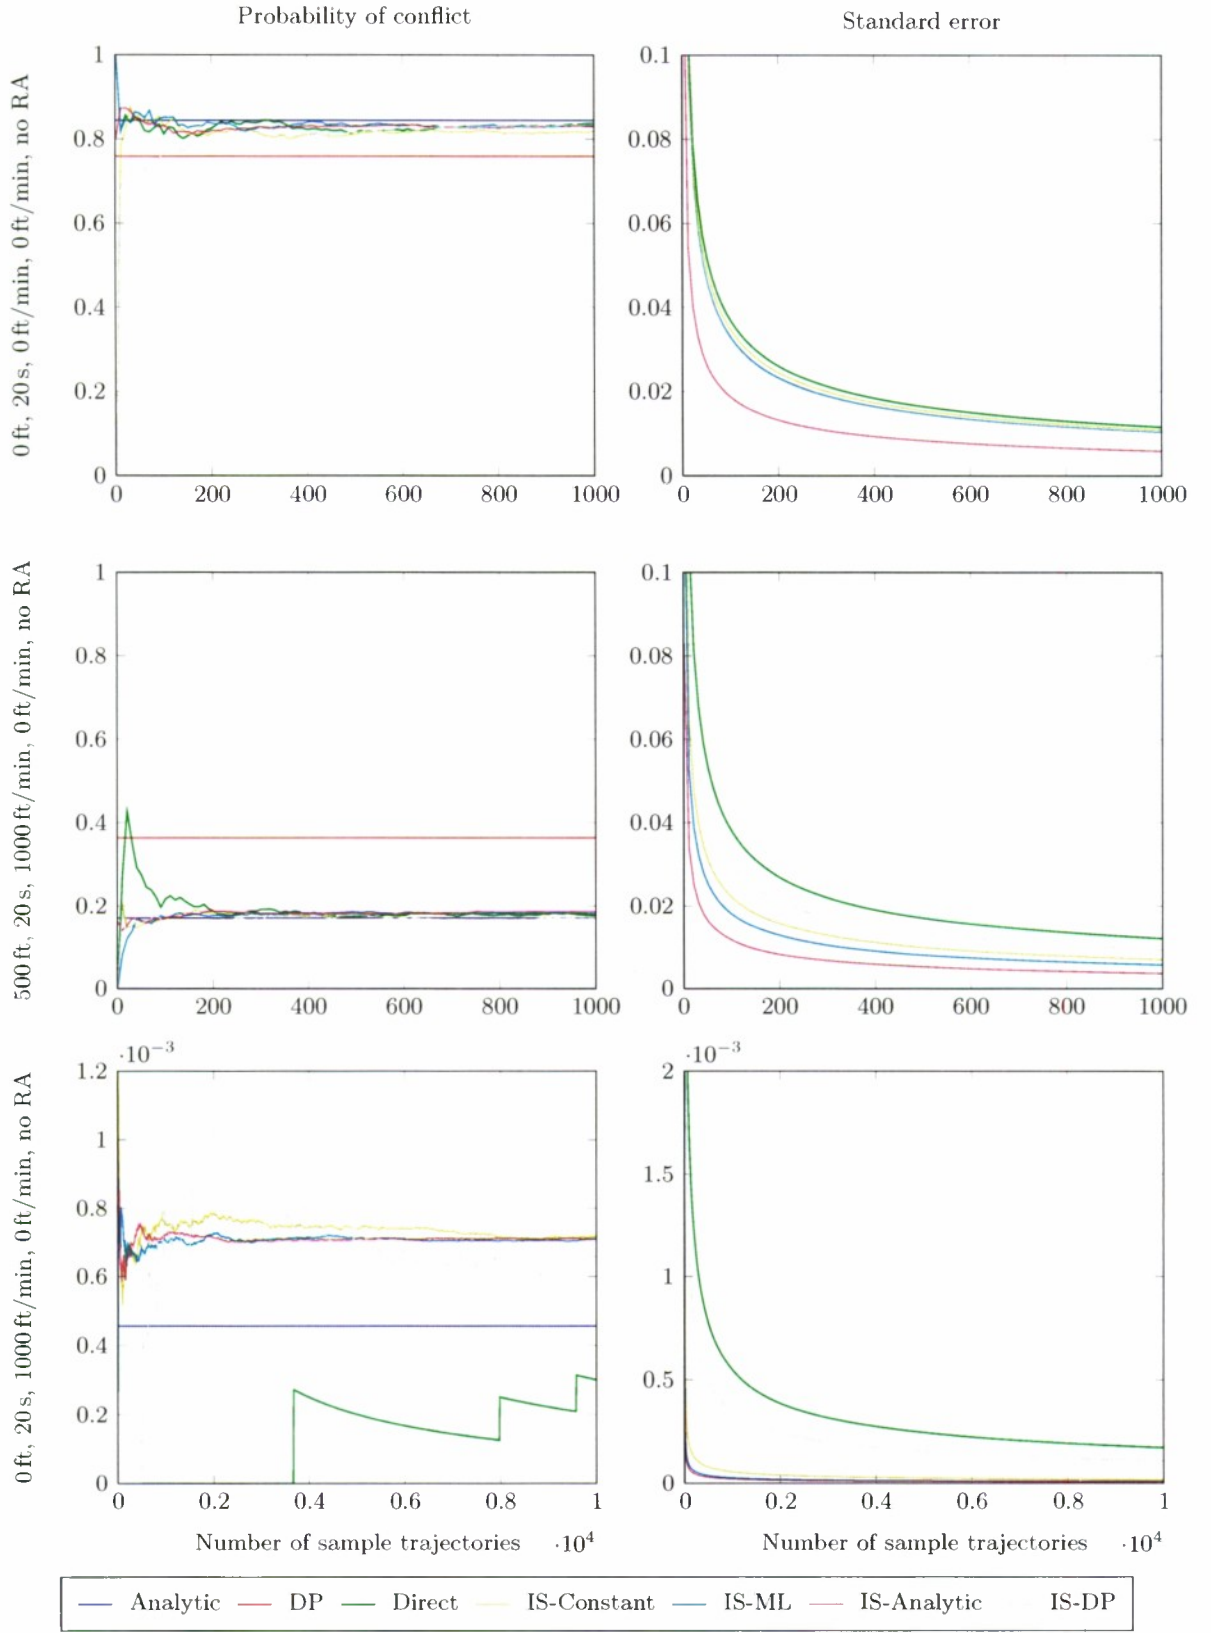 Probability of conflict
Standard error
0 ft, 20 s, 0 ft/min, 0 ft/min, no RA
1
0.8
0.6
0.4
0.2
0
0 200 400 600 800 1000
0.1
0.08
0.06
0.04
0.02
0
0 200 400 600 800 1000
500 ft, 20 s, 1000 ft/min, 0 ft/min, no RA
1
0.8
0.6
0.4
0.2
0
0 200 400 600 800 1000
0.1
0.08
0.06
0.04
0.02
0
0 200 400 600 800 1000
0 ft, 20 s, 1000 ft/min, 0 ft/min, no RA
·10⁻³
1.2
1
0.8
0.6
0.4
0.2
0
0 0.2 0.4 0.6 0.8 1
Number of sample trajectories ·10⁴
·10⁻³
2
1.5
1
0.5
0
0 0.2 0.4 0.6 0.8 1
Number of sample trajectories ·10⁴
Analytic DP Direct IS-Constant IS-ML IS-Analytic IS-DP